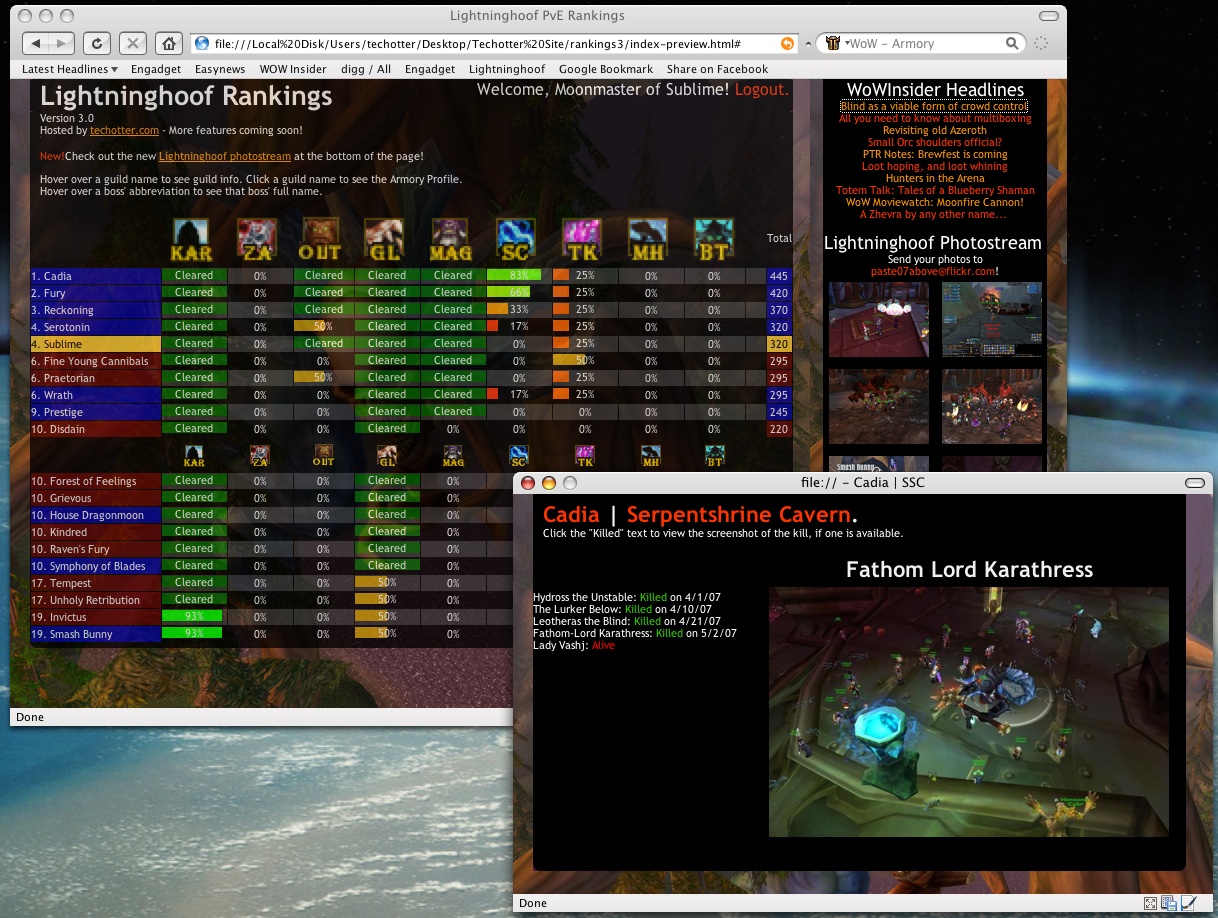 Lightninghoof PvE Rankings
file:///Local%20Disk/Users/techotter/Desktop/Techotter%20Site/rankings3/index-preview.html#
WoW - Armory
Latest Headlines Engadget Easynews WOW Insider digg / All Engadget Lightninghoof Google Bookmark Share on Facebook
Lightninghoof Rankings
Welcome, Moonmaster of Sublime! Logout.
Version 3.0
Hosted by techotter.com - More features coming soon!
New!Check out the new Lightninghoof photostream at the bottom of the page!
Hover over a guild name to see guild info. Click a guild name to see the Armory Profile.
Hover over a boss' abbreviation to see that boss' full name.
KAR ZA OUT GL MAG SC TK MH BT Total
1. Cadia Cleared 0% Cleared Cleared Cleared 83% 25% 0% 0% 445
2. Fury Cleared 0% Cleared Cleared Cleared 66% 25% 0% 0% 420
3. Reckoning Cleared 0% Cleared Cleared Cleared 33% 25% 0% 0% 370
4. Serotonin Cleared 0% 50% Cleared Cleared 17% 25% 0% 0% 320
4. Sublime Cleared 0% Cleared Cleared Cleared 0% 25% 0% 0% 320
6. Fine Young Cannibals Cleared 0% 0% Cleared Cleared 0% 50% 0% 0% 295
6. Praetorian Cleared 0% 50% Cleared Cleared 0% 25% 0% 0% 295
6. Wrath Cleared 0% 0% Cleared Cleared 17% 25% 0% 0% 295
9. Prestige Cleared 0% 0% Cleared Cleared 0% 0% 0% 0% 245
10. Disdain Cleared 0% 0% Cleared 0% 0% 0% 0% 0% 220
KAR ZA OUT GL MAG SC TK MH BT
10. Forest of Feelings Cleared 0% 0% Cleared 0%
10. Grievous Cleared 0% 0% Cleared 0%
10. House Dragonmoon Cleared 0% 0% Cleared 0%
10. Kindred Cleared 0% 0% Cleared 0%
10. Raven's Fury Cleared 0% 0% Cleared 0%
10. Symphony of Blades Cleared 0% 0% Cleared 0%
17. Tempest Cleared 0% 0% 50% 0%
17. Unholy Retribution Cleared 0% 0% 50% 0%
19. Invictus 93% 0% 0% 50% 0%
19. Smash Bunny 93% 0% 0% 50% 0%
Done
WoWInsider Headlines
Blind as a viable form of crowd control
All you need to know about multiboxing
Revisiting old Azeroth
Small Orc shoulders official?
PTR Notes: Brewfest is coming
Loot hoping, and loot whining
Hunters in the Arena
Totem Talk: Tales of a Blueberry Shaman
WoW Moviewatch: Moonfire Cannon!
A Zhevra by any other name...
Lightninghoof Photostream
Send your photos to
paste07above@flickr.com!
Smash Bunny
file:// - Cadia | SSC
Cadia | Serpentshrine Cavern.
Click the "Killed" text to view the screenshot of the kill, if one is available.
Fathom Lord Karathress
Hydross the Unstable: Killed on 4/1/07
The Lurker Below: Killed on 4/10/07
Leotheras the Blind: Killed on 4/21/07
Fathom-Lord Karathress: Killed on 5/2/07
Lady Vashj: Alive
Done